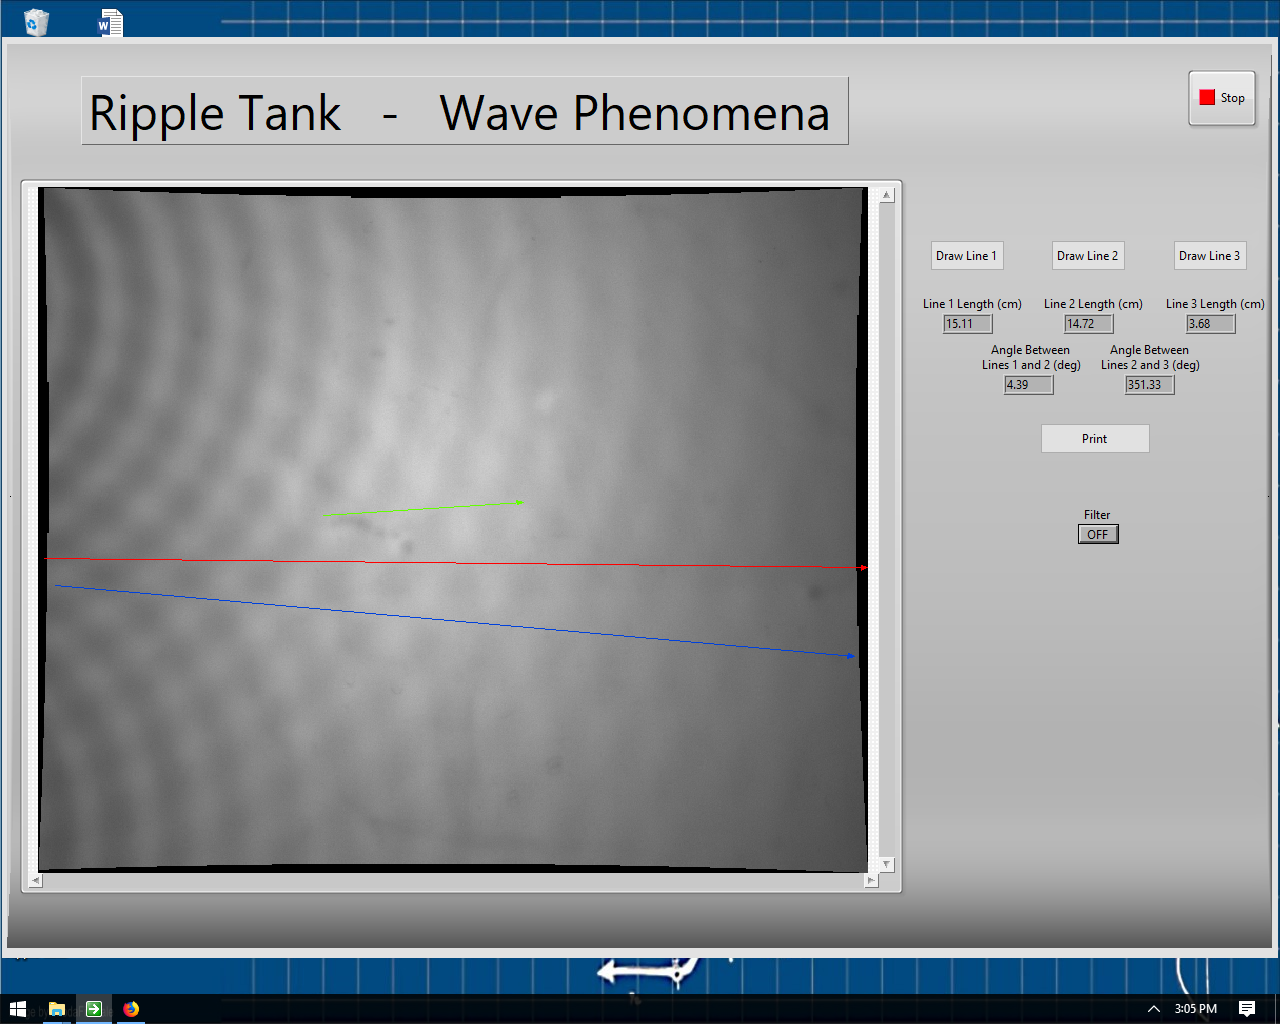 Ripple Tank - Wave Phenomena
Stop
Draw Line 1
Draw Line 2
Draw Line 3
Line 1 Length (cm)
Line 2 Length (cm)
Line 3 Length (cm)
15.11
14.72
3.68
Angle Between
Lines 1 and 2 (deg)
Angle Between
Lines 2 and 3 (deg)
4.39
351.33
Print
Filter
OFF
3:05 PM